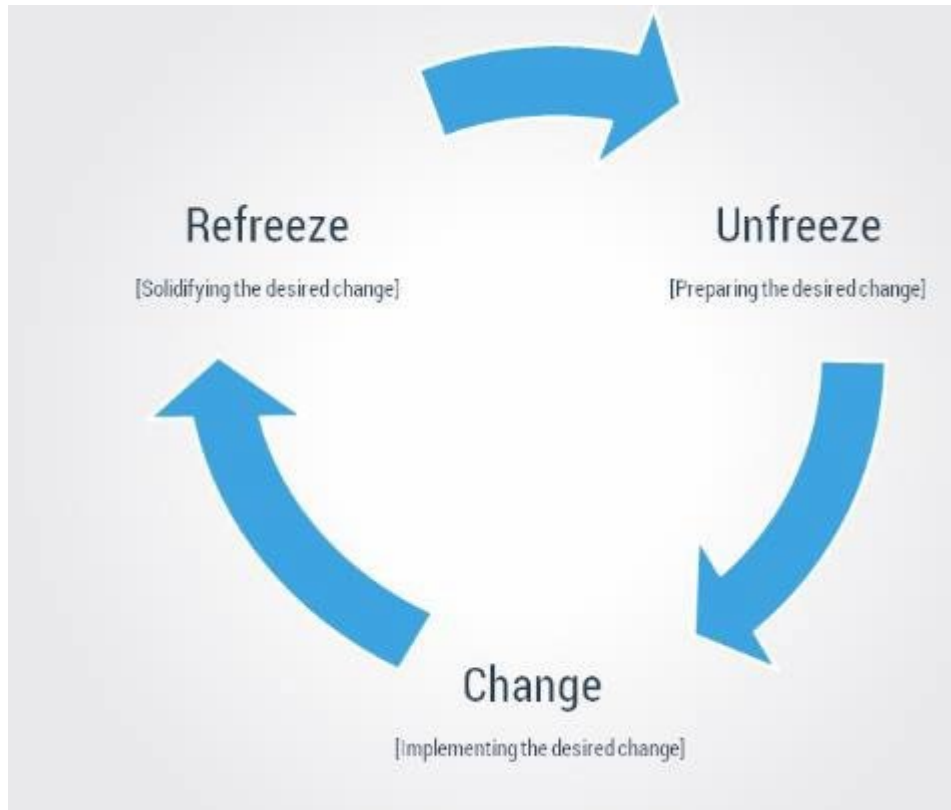 Refreeze
[Solidifying the desired change]
Unfreeze
[Preparing the desired change]
Change
[Implementing the desired change]